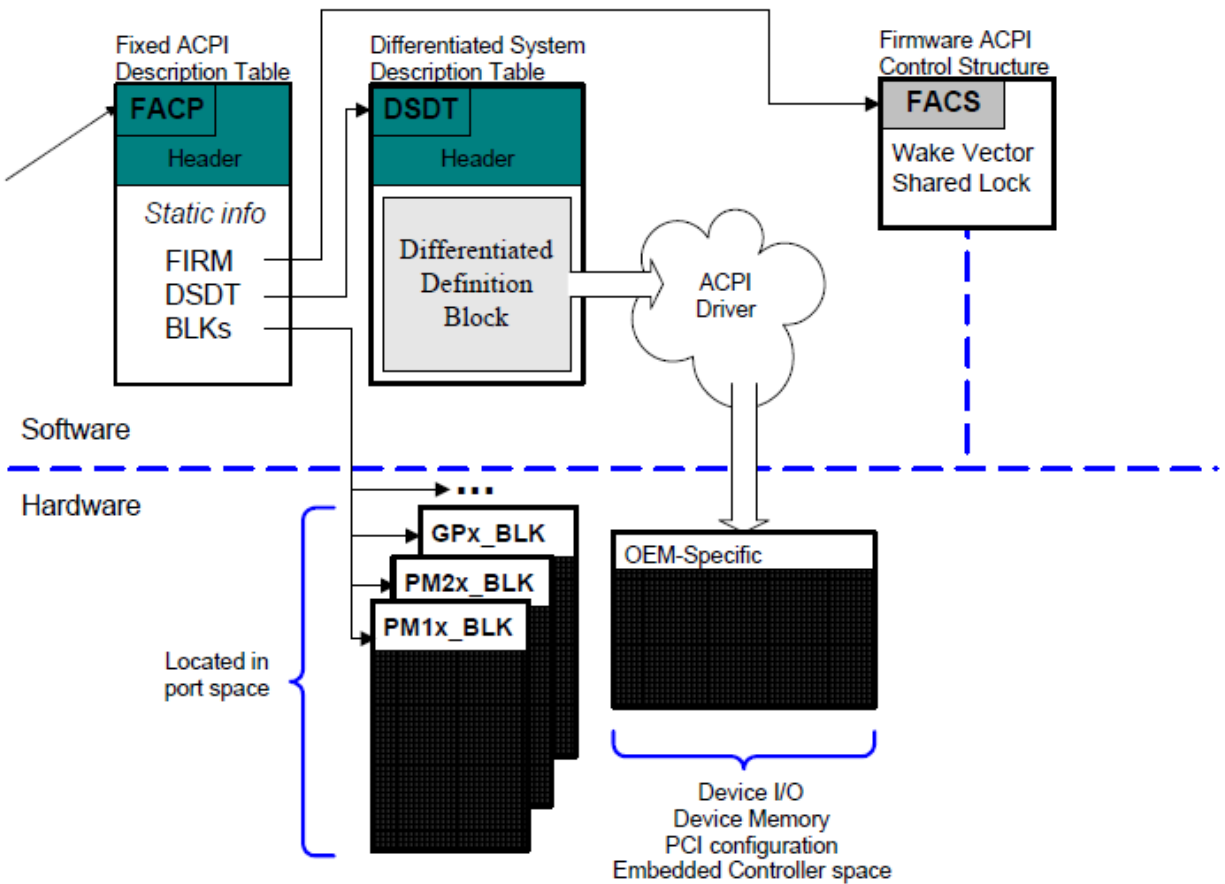 Fixed ACPI
Description Table
FACP
Header
Static info
FIRM
DSDT
BLKs
Differentiated System
Description Table
DSDT
Header
Differentiated
Definition
Block
ACPI
Driver
Firmware ACPI
Control Structure
FACS
Wake Vector
Shared Lock
Software
Hardware
...
GPx_BLK
PM2x_BLK
PM1x_BLK
Located in
port space
OEM-Specific
Device I/O
Device Memory
PCI configuration
Embedded Controller space